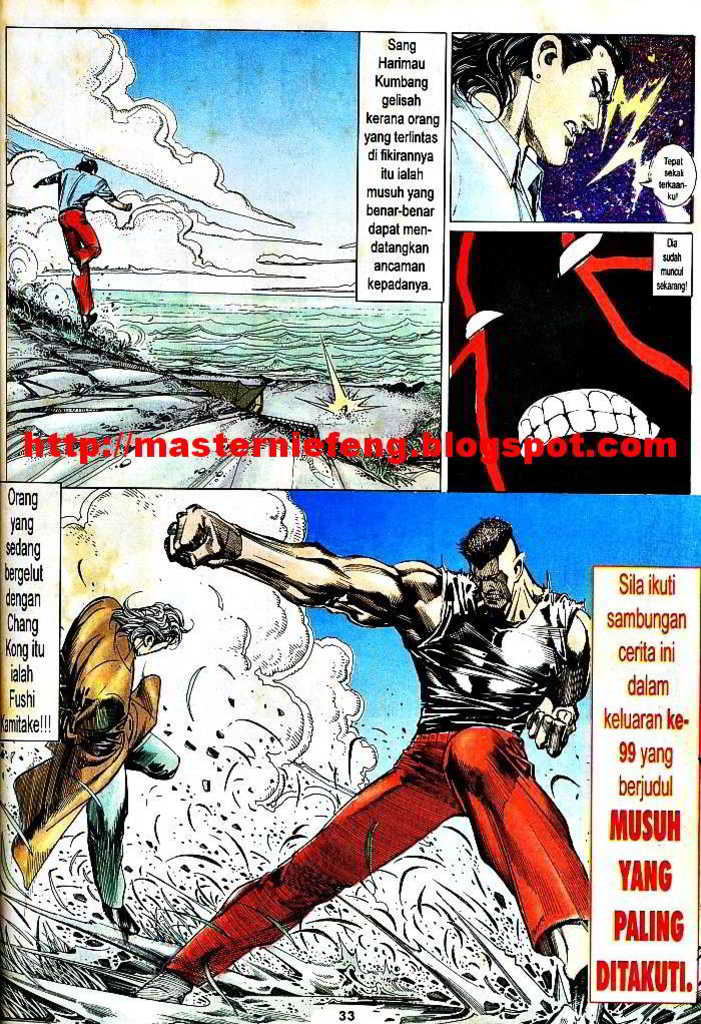 Sang
Harimau
Kumbang
gelisah
kerana orang
yang terlintas
di fikirannya
itu ialah
musuh yang
benar-benar
dapat men-
datangkan
ancaman
kepadanya.
Tepat
sekali
terkaan-
ku!
Dia
sudah
muncul
sekarang!
http://masterniefeng.blogspot.com/
Orang
yang
sedang
bergelut
dengan
Chang
Kong itu
ialah
Fushi
Kamitake!!!
Sila ikuti
sambungan
cerita ini
dalam
keluaran ke-
99 yang
berjudul
MUSUH
YANG
PALING
DITAKUTI.
33